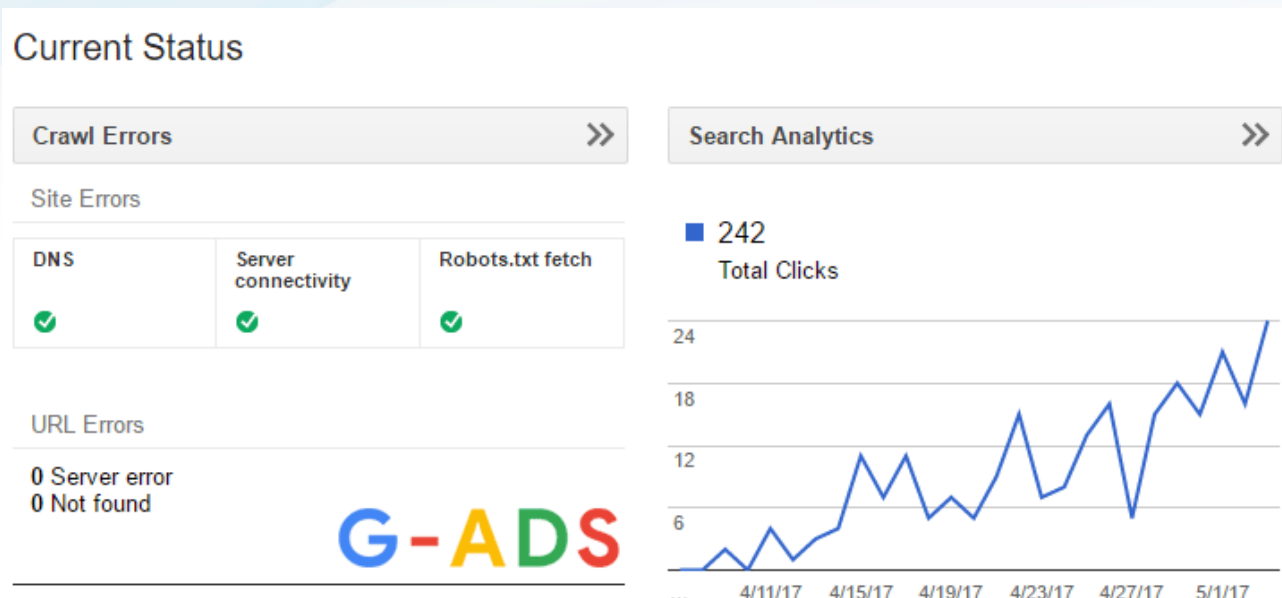 Current Status
Crawl Errors
Site Errors
DNS
Server
connectivity
Robots.txt fetch
URL Errors
0 Server error
0 Not found
G-ADS
Search Analytics
242
Total Clicks
24
18
12
6
...
4/11/17
4/15/17
4/19/17
4/23/17
4/27/17
5/1/17